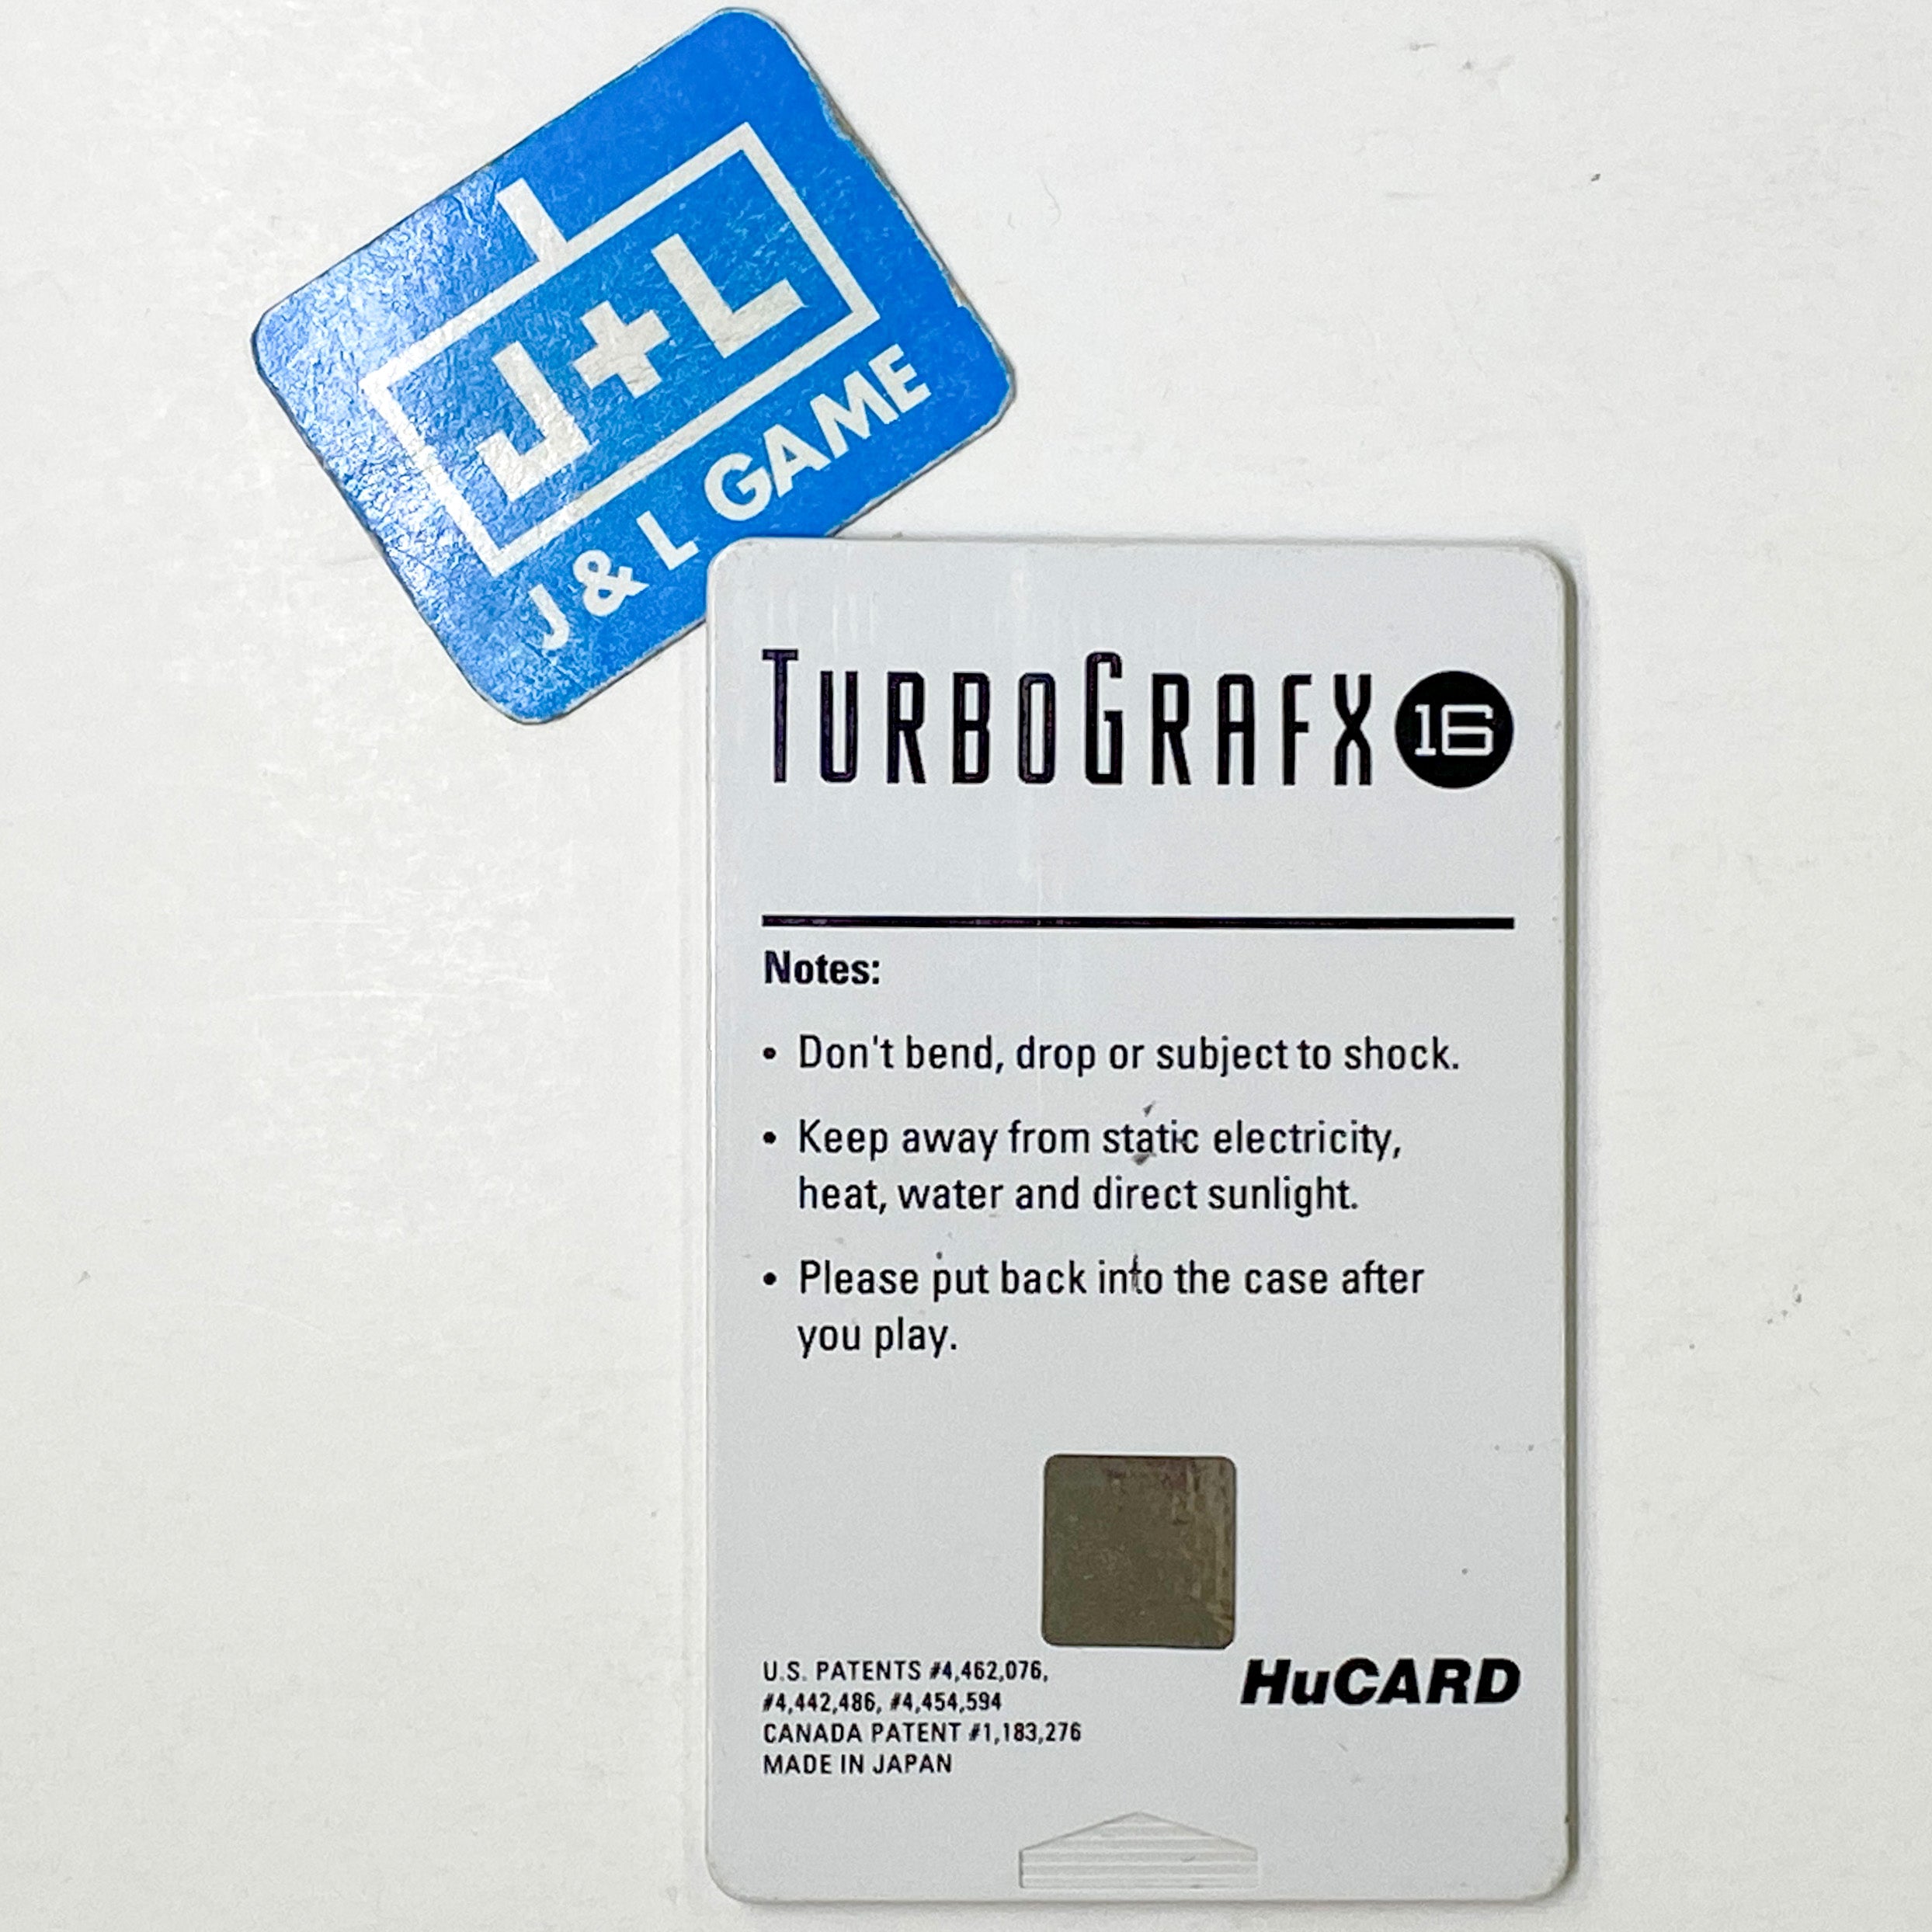 J+L
J & L GAME
TURBOGRAFX 16
Notes:
• Don't bend, drop or subject to shock.
• Keep away from static electricity,
heat, water and direct sunlight.
• Please put back into the case after
you play.
U.S. PATENTS #4,462,076,
#4,442,486, #4,454,594
CANADA PATENT #1,183,276
MADE IN JAPAN
HuCARD